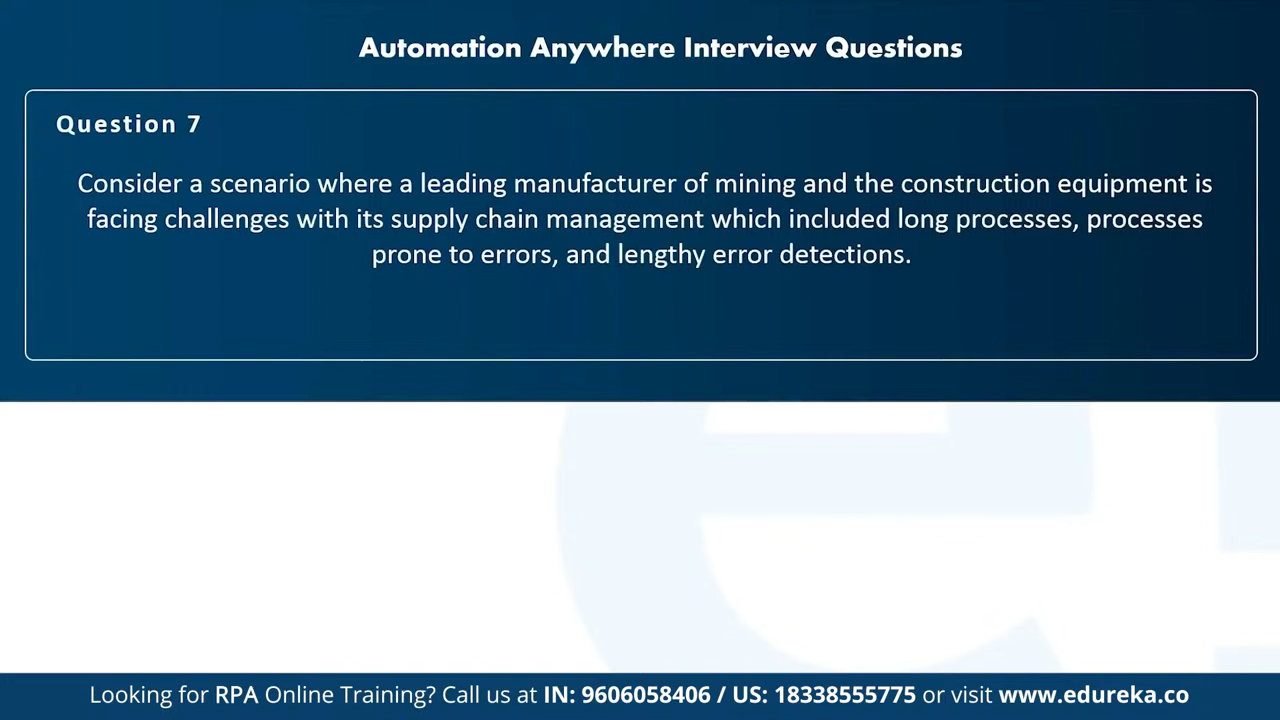 Automation Anywhere Interview Questions
Question 7
Consider a scenario where a leading manufacturer of mining and the construction equipment is
facing challenges with its supply chain management which included long processes, processes
prone to errors, and lengthy error detections.
Looking for RPA Online Training? Call us at IN: 9606058406 / US: 18338555775 or visit www.edureka.co